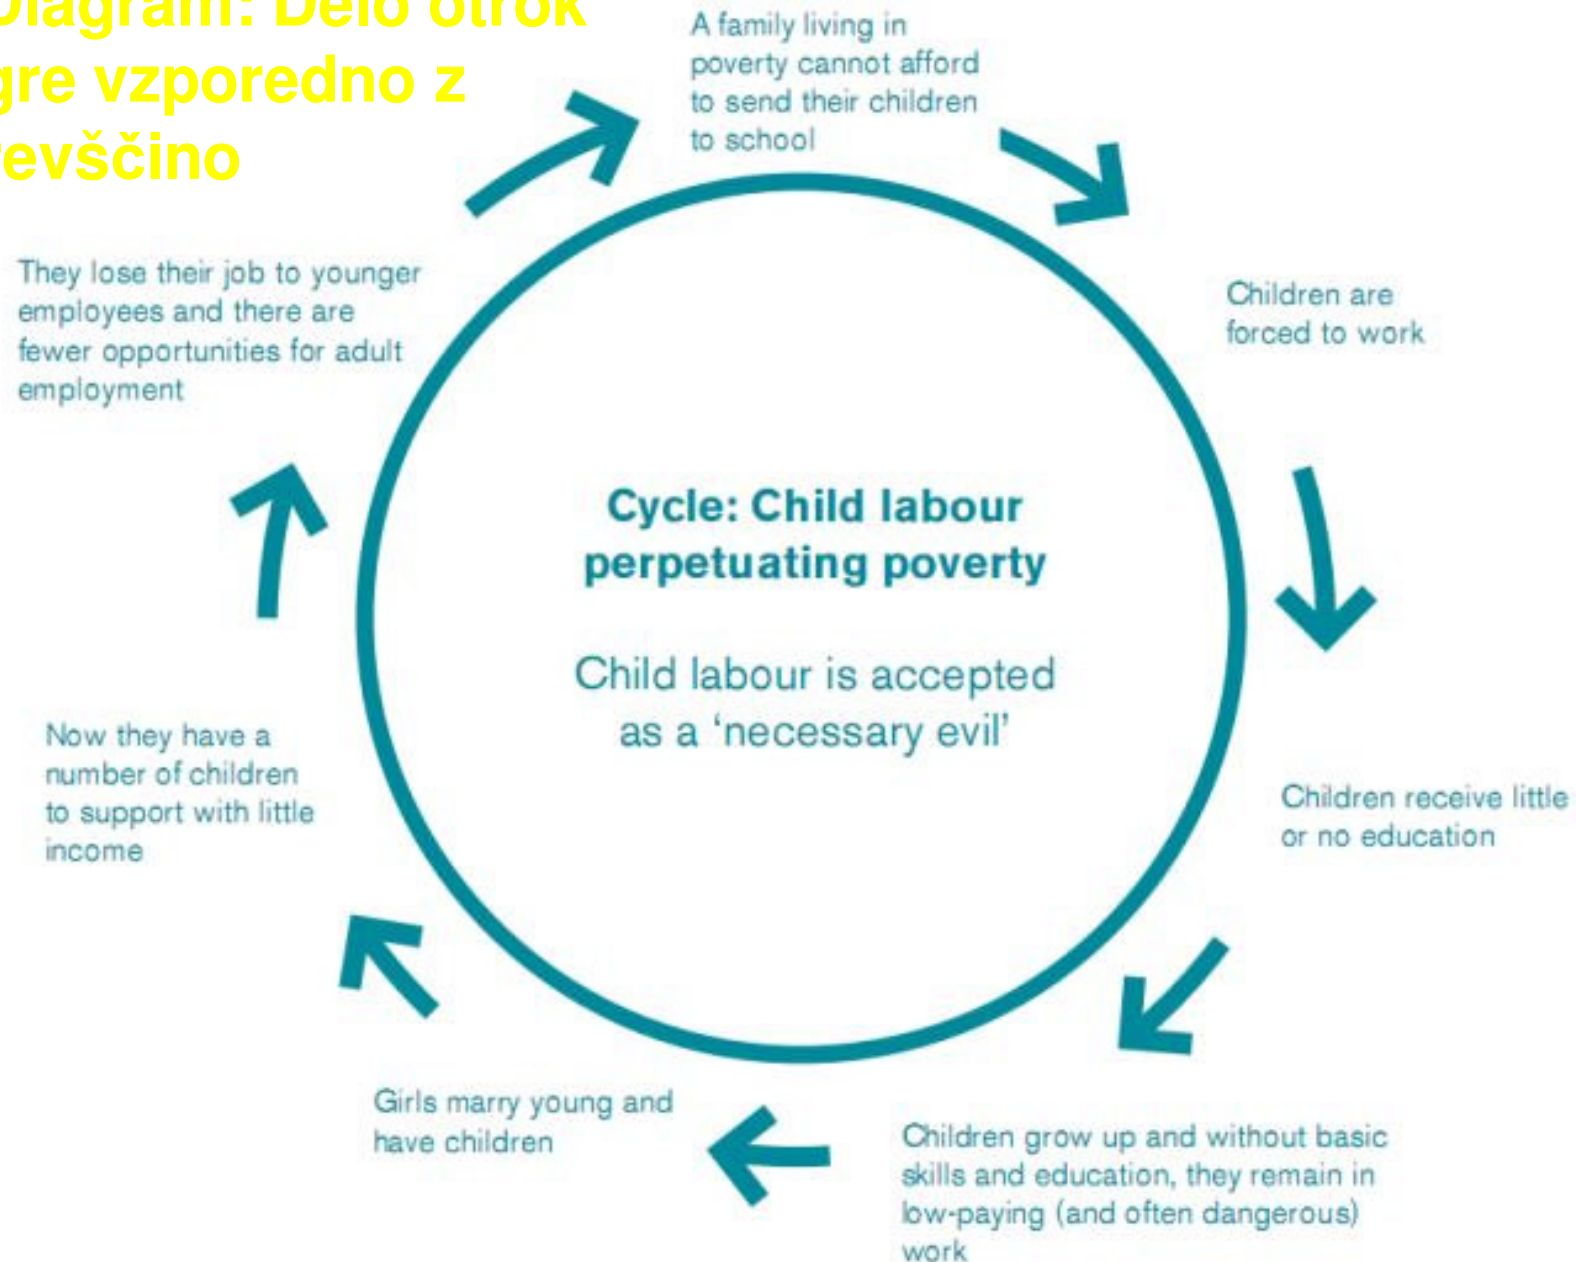 Diagram: Delo otrok
gre vzporedno z
revščino
A family living in
poverty cannot afford
to send their children
to school
Children are
forced to work
Children receive little
or no education
Children grow up and without basic
skills and education, they remain in
low-paying (and often dangerous)
work
Girls marry young and
have children
Now they have a
number of children
to support with little
income
They lose their job to younger
employees and there are
fewer opportunities for adult
employment
Cycle: Child labour
perpetuating poverty
Child labour is accepted
as a ‘necessary evil’